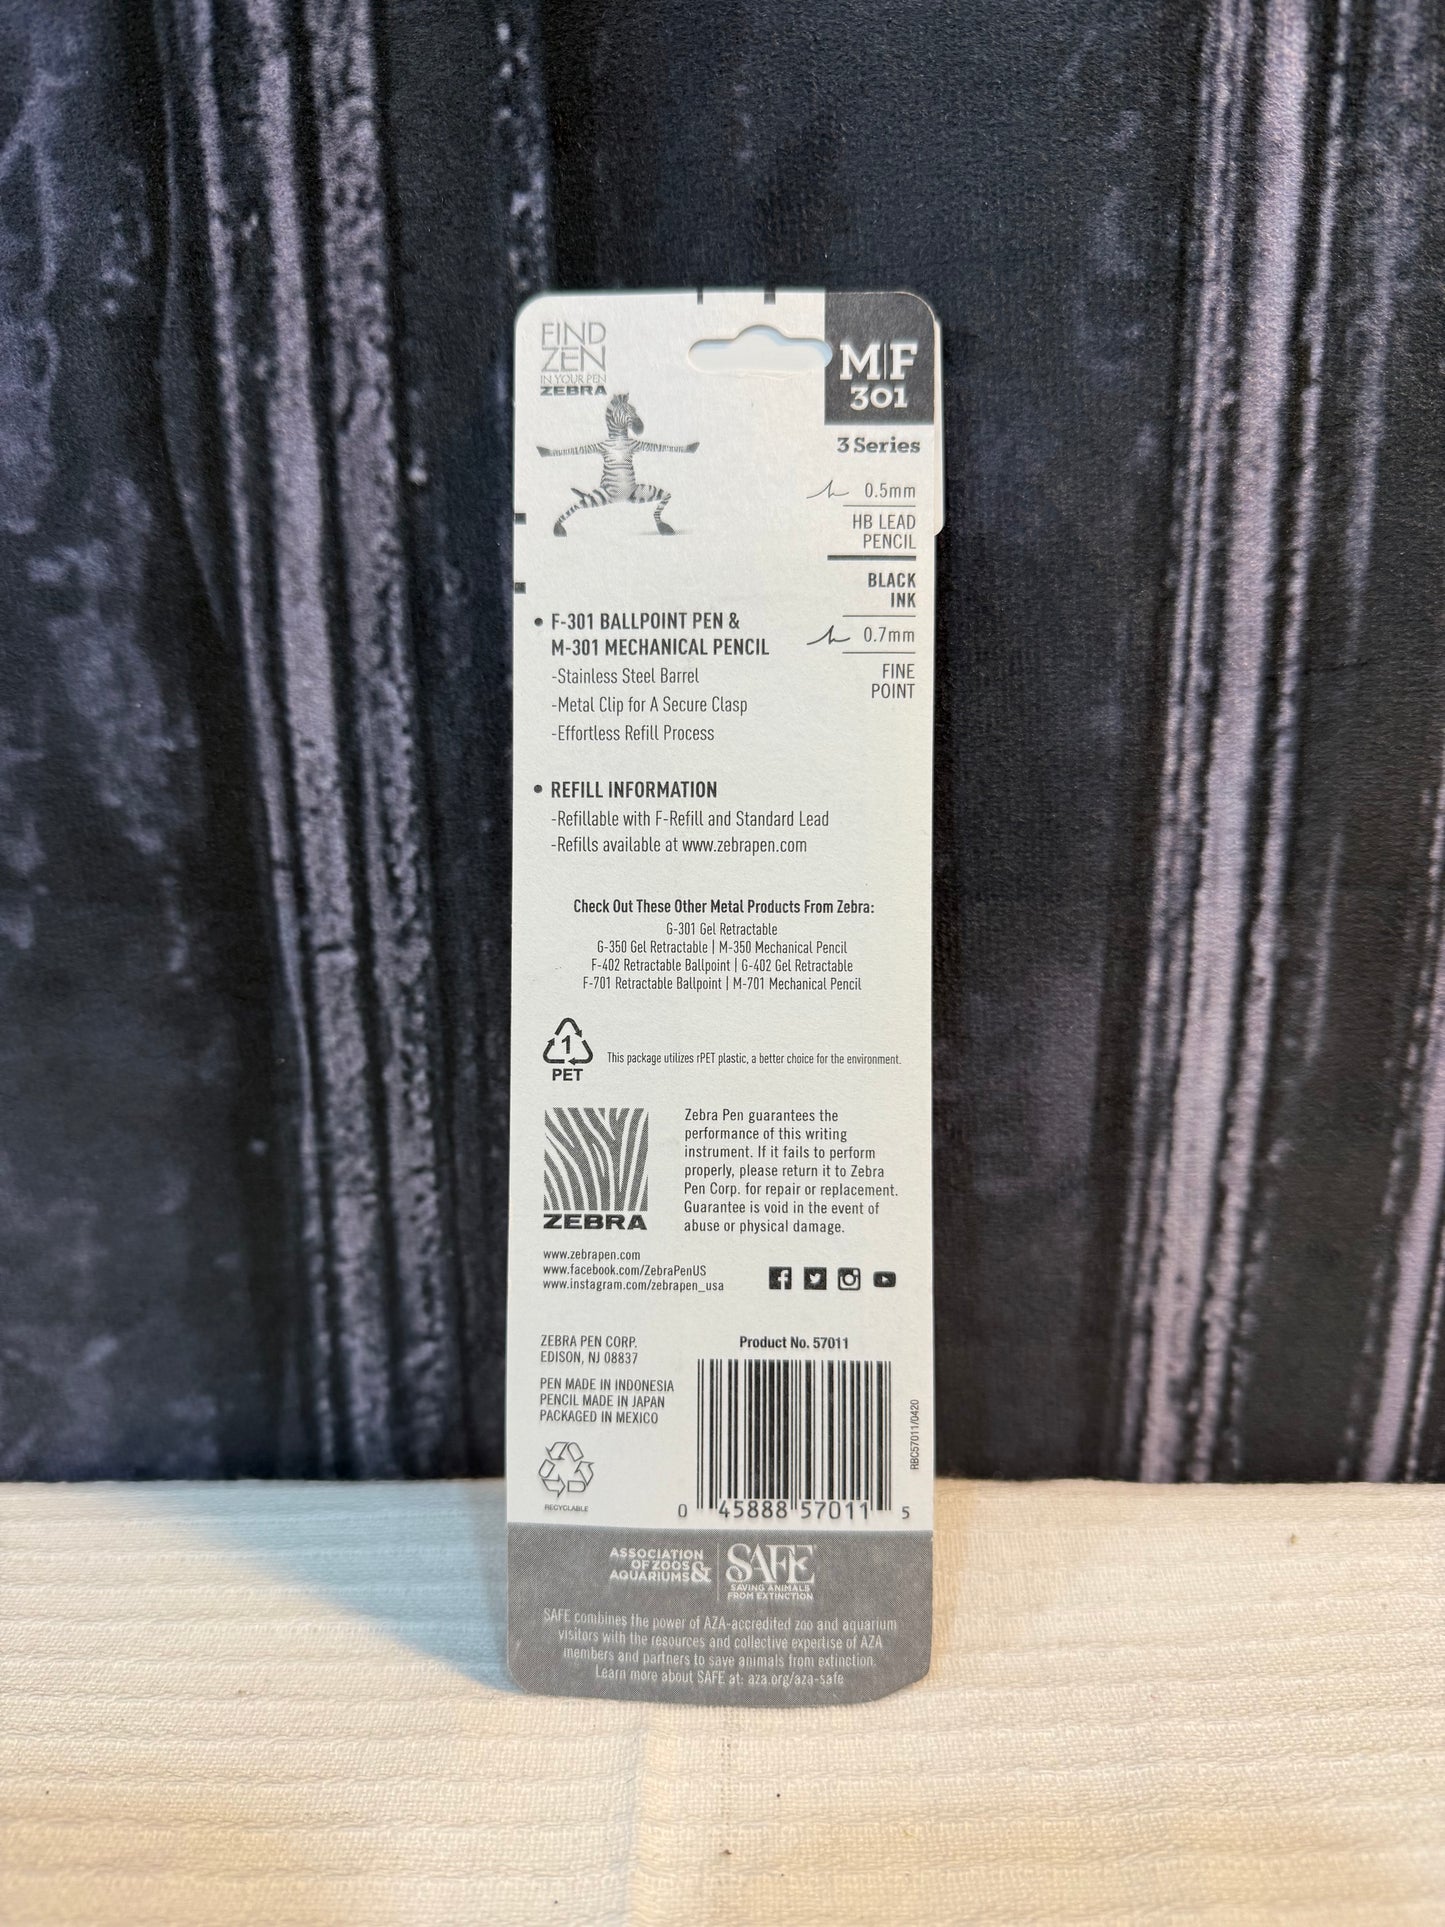 FIND
ZEN
IN YOUR PEN
ZEBRA
M|F
301
3 Series
0.5mm
HB LEAD
PENCIL
BLACK
INK
0.7mm
FINE
POINT
• F-301 BALLPOINT PEN &
M-301 MECHANICAL PENCIL
-Stainless Steel Barrel
-Metal Clip for A Secure Clasp
-Effortless Refill Process
• REFILL INFORMATION
-Refillable with F-Refill and Standard Lead
-Refills available at www.zebrapen.com
Check Out These Other Metal Products From Zebra:
G-301 Gel Retractable
G-350 Gel Retractable | M-350 Mechanical Pencil
F-402 Retractable Ballpoint | G-402 Gel Retractable
F-701 Retractable Ballpoint | M-701 Mechanical Pencil
1
PET
This package utilizes rPET plastic, a better choice for the environment.
ZEBRA
Zebra Pen guarantees the
performance of this writing
instrument. If it fails to perform
properly, please return it to Zebra
Pen Corp. for repair or replacement.
Guarantee is void in the event of
abuse or physical damage.
www.zebrapen.com
www.facebook.com/ZebraPenUS
www.instagram.com/zebrapen_usa
ZEBRA PEN CORP.
EDISON, NJ 08837
PEN MADE IN INDONESIA
PENCIL MADE IN JAPAN
PACKAGED IN MEXICO
RECYCLABLE
Product No. 57011
0 45888 57011 5
RBC57011/0420
ASSOCIATION
OF ZOOS &
AQUARIUMS
SAFE
SAVING ANIMALS
FROM EXTINCTION
SAFE combines the power of AZA-accredited zoo and aquarium
visitors with the resources and collective expertise of AZA
members and partners to save animals from extinction.
Learn more about SAFE at: aza.org/aza-safe